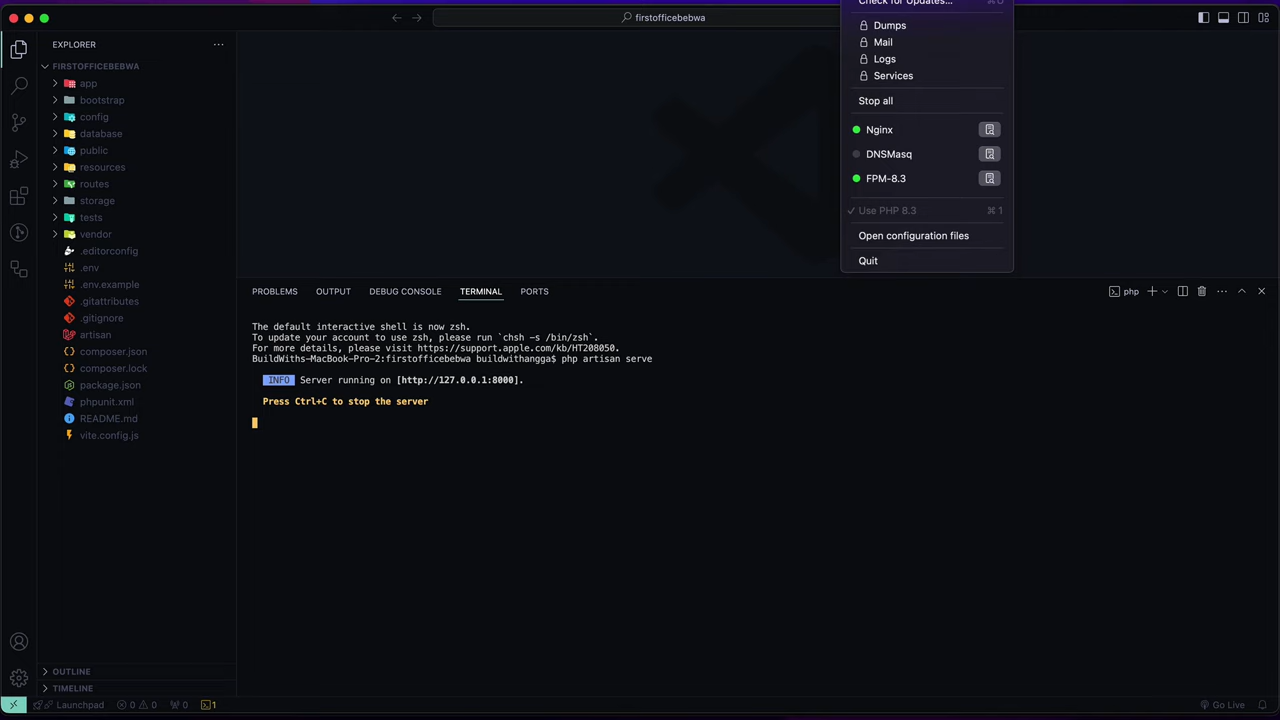 firstofficebebwa
Check for Updates...
Dumps
Mail
Logs
Services
Stop all
Nginx
DNSMasq
FPM-8.3
Use PHP 8.3 ⌘ 1
Open configuration files
Quit
EXPLORER
FIRSTOFFICEBEBWA
app
bootstrap
config
database
public
resources
routes
storage
tests
vendor
.editorconfig
.env
.env.example
.gitattributes
.gitignore
artisan
composer.json
composer.lock
package.json
phpunit.xml
README.md
vite.config.js
OUTLINE
TIMELINE
PROBLEMS OUTPUT DEBUG CONSOLE TERMINAL PORTS
php
The default interactive shell is now zsh.
To update your account to use zsh, please run `chsh -s /bin/zsh`.
For more details, please visit https://support.apple.com/kb/HT208050.
BuildWiths-MacBook-Pro-2:firstofficebebwa buildwithangga$ php artisan serve
INFO Server running on [http://127.0.0.1:8000].
Press Ctrl+C to stop the server
Launchpad 0 0 0 1 Go Live